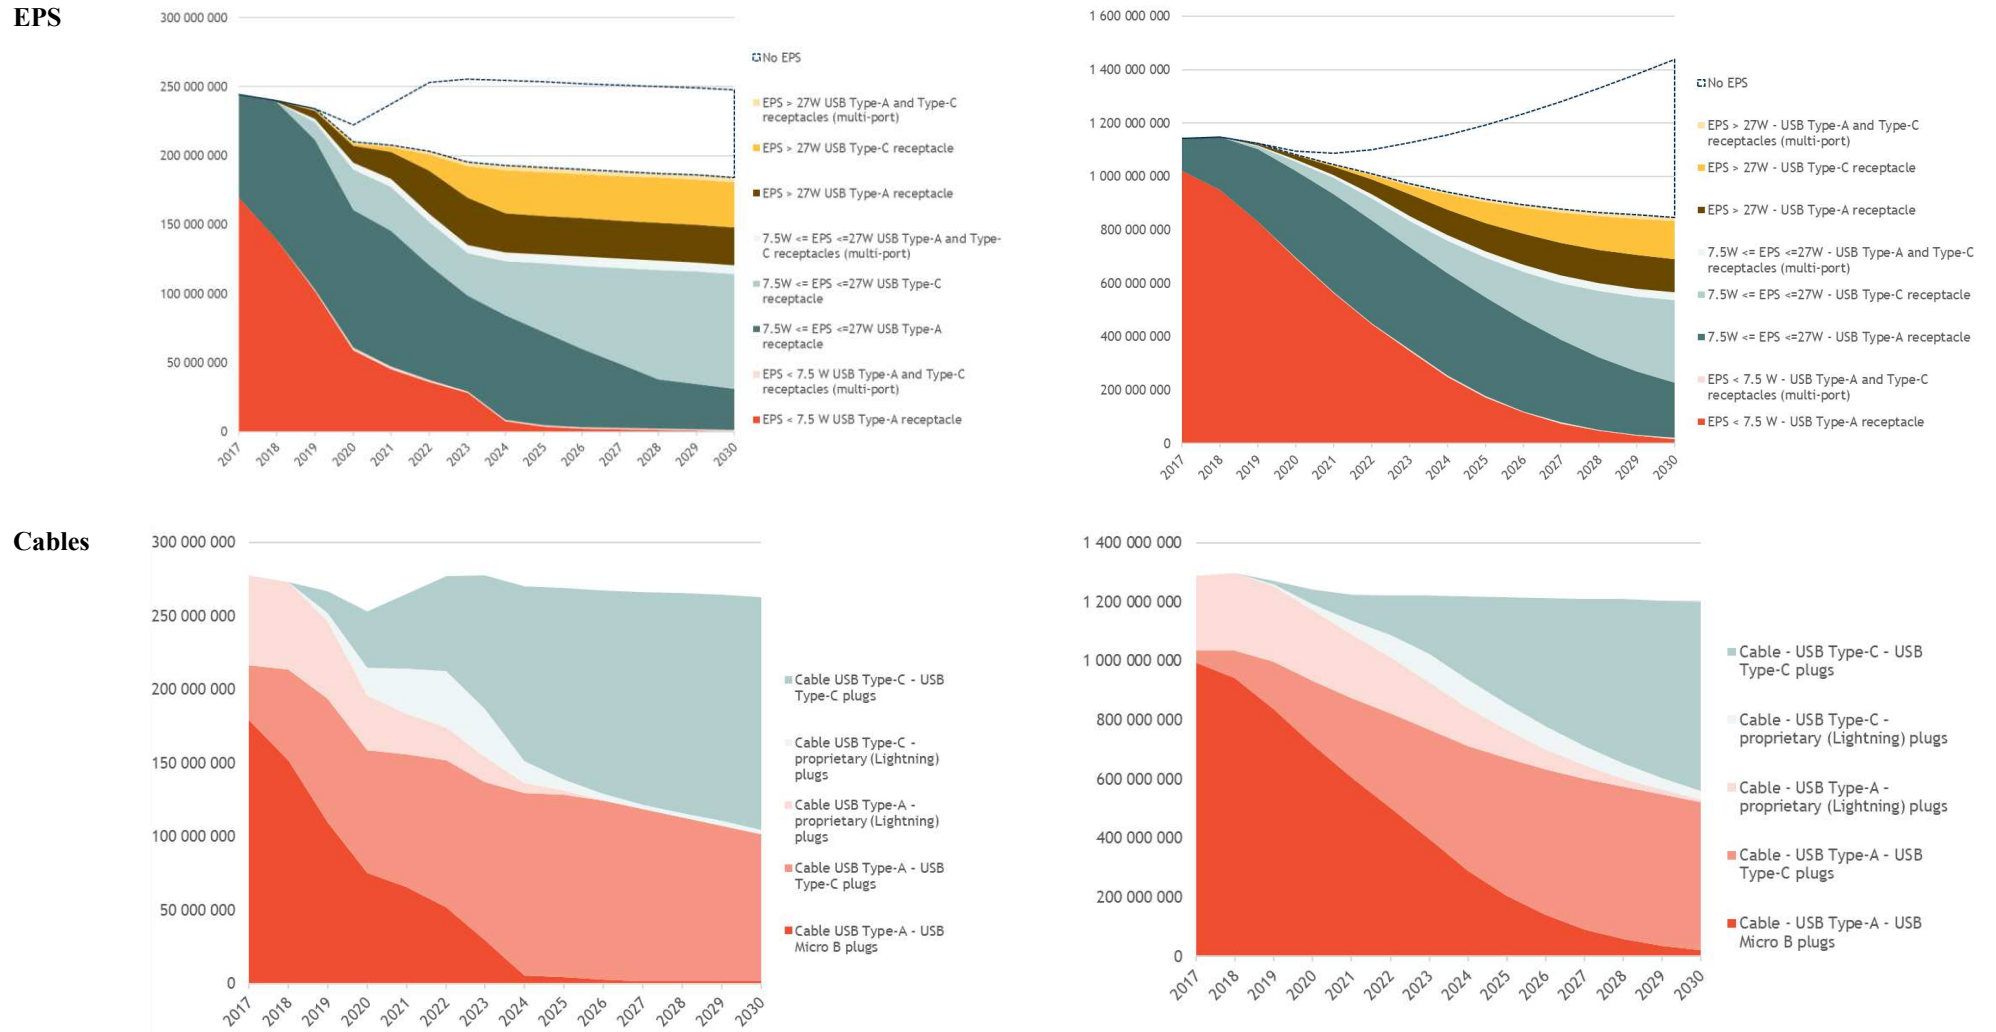 EPS
300 000 000
250 000 000
200 000 000
150 000 000
100 000 000
50 000 000
0
2017
2018
2019
2020
2021
2022
2023
2024
2025
2026
2027
2028
2029
2030
No EPS
EPS > 27W USB Type-A and Type-C
receptacles (multi-port)
EPS > 27W USB Type-C receptacle
EPS > 27W USB Type-A receptacle
7.5W <= EPS <=27W USB Type-A and Type-
C receptacles (multi-port)
7.5W <= EPS <=27W USB Type-C
receptacle
7.5W <= EPS <=27W USB Type-A
receptacle
EPS < 7.5 W USB Type-A and Type-C
receptacles (multi-port)
EPS < 7.5 W USB Type-A receptacle
1 600 000 000
1 400 000 000
1 200 000 000
1 000 000 000
800 000 000
600 000 000
400 000 000
200 000 000
0
2017
2018
2019
2020
2021
2022
2023
2024
2025
2026
2027
2028
2029
2030
No EPS
EPS > 27W - USB Type-A and Type-C
receptacles (multi-port)
EPS > 27W - USB Type-C receptacle
EPS > 27W - USB Type-A receptacle
7.5W <= EPS <=27W - USB Type-A and Type-C
receptacles (multi-port)
7.5W <= EPS <=27W - USB Type-C receptacle
7.5W <= EPS <=27W - USB Type-A receptacle
EPS < 7.5 W - USB Type-A and Type-C
receptacles (multi-port)
EPS < 7.5 W - USB Type-A receptacle
Cables
300 000 000
250 000 000
200 000 000
150 000 000
100 000 000
50 000 000
0
2017
2018
2019
2020
2021
2022
2023
2024
2025
2026
2027
2028
2029
2030
Cable USB Type-C - USB
Type-C plugs
Cable USB Type-C -
proprietary (Lightning)
plugs
Cable USB Type-A -
proprietary (Lightning)
plugs
Cable USB Type-A - USB
Type-C plugs
Cable USB Type-A - USB
Micro B plugs
1 400 000 000
1 200 000 000
1 000 000 000
800 000 000
600 000 000
400 000 000
200 000 000
0
2017
2018
2019
2020
2021
2022
2023
2024
2025
2026
2027
2028
2029
2030
Cable - USB Type-C - USB
Type-C plugs
Cable - USB Type-C -
proprietary (Lightning) plugs
Cable - USB Type-A -
proprietary (Lightning) plugs
Cable - USB Type-A - USB
Type-C plugs
Cable - USB Type-A - USB
Micro B plugs